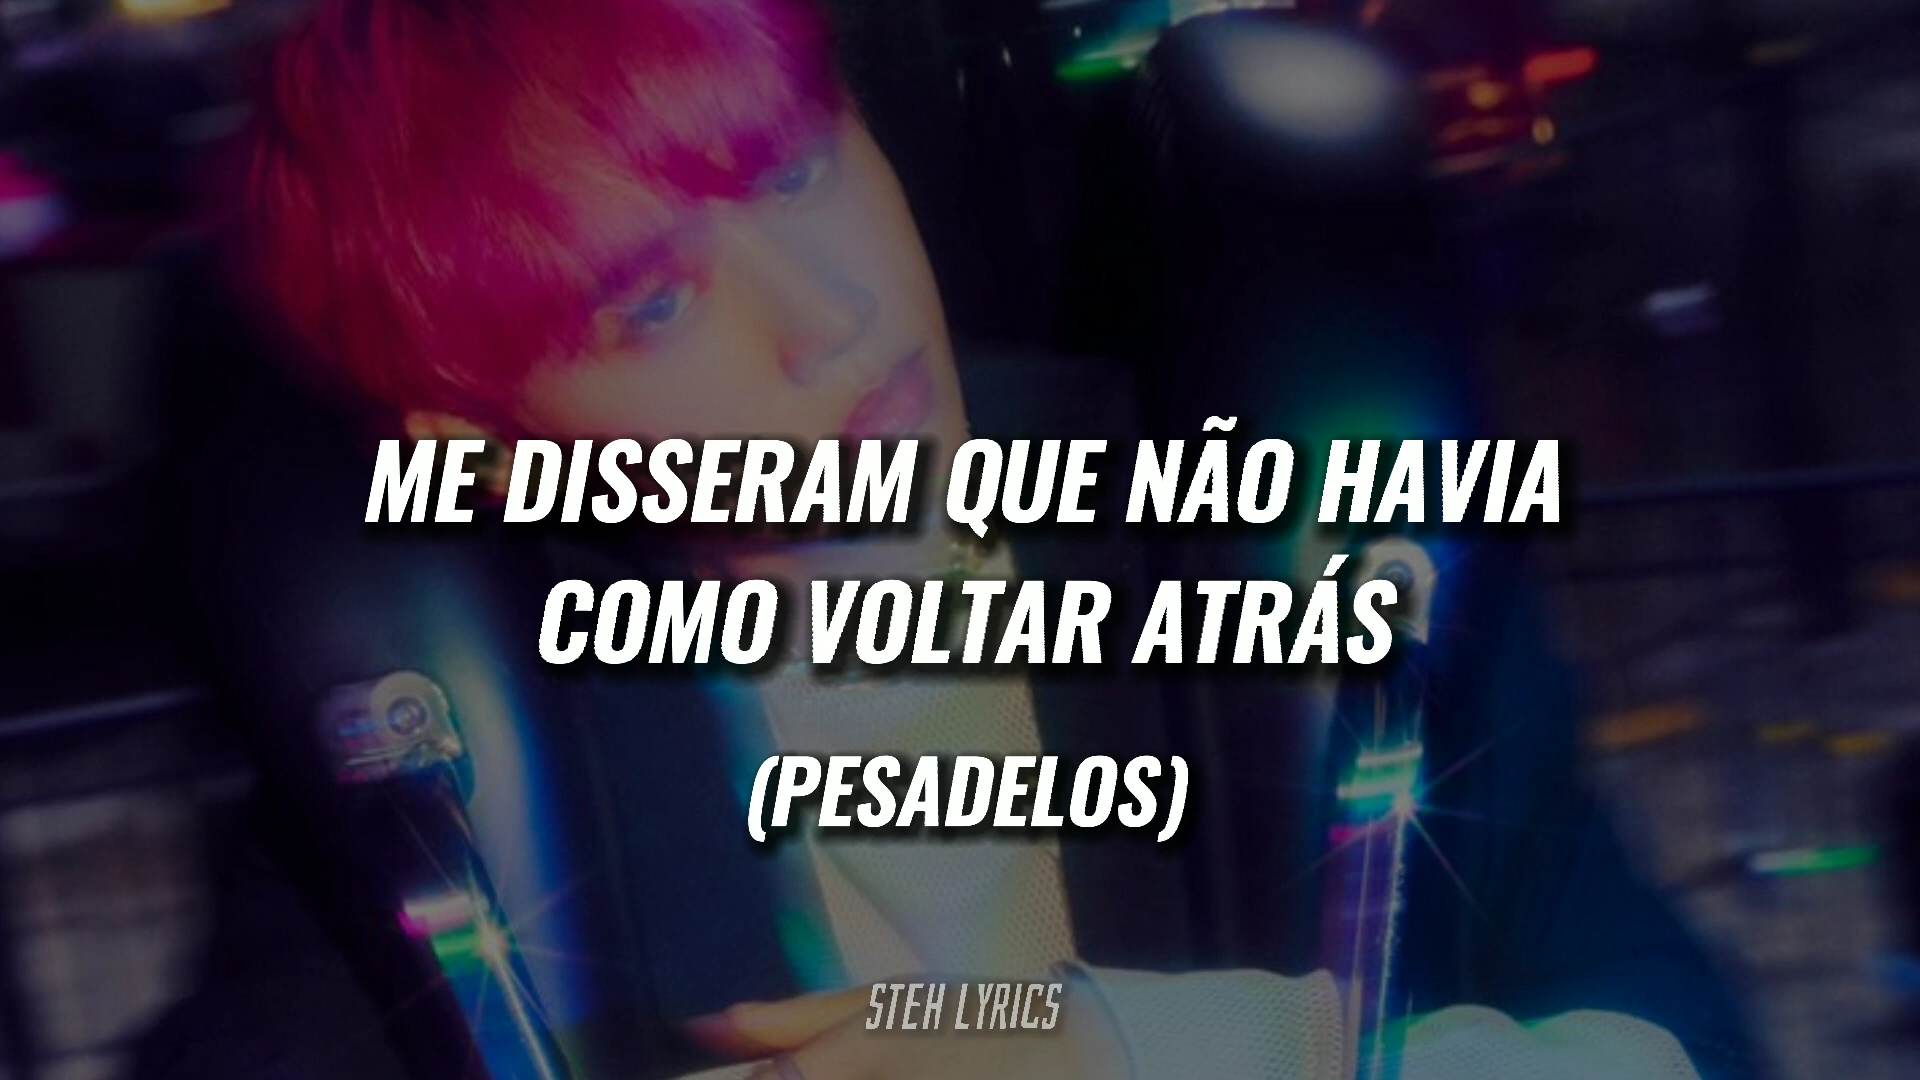 ME DISSERAM QUE NÃO HAVIA
COMO VOLTAR ATRÁS
(PESADELOS)
STEH LYRICS